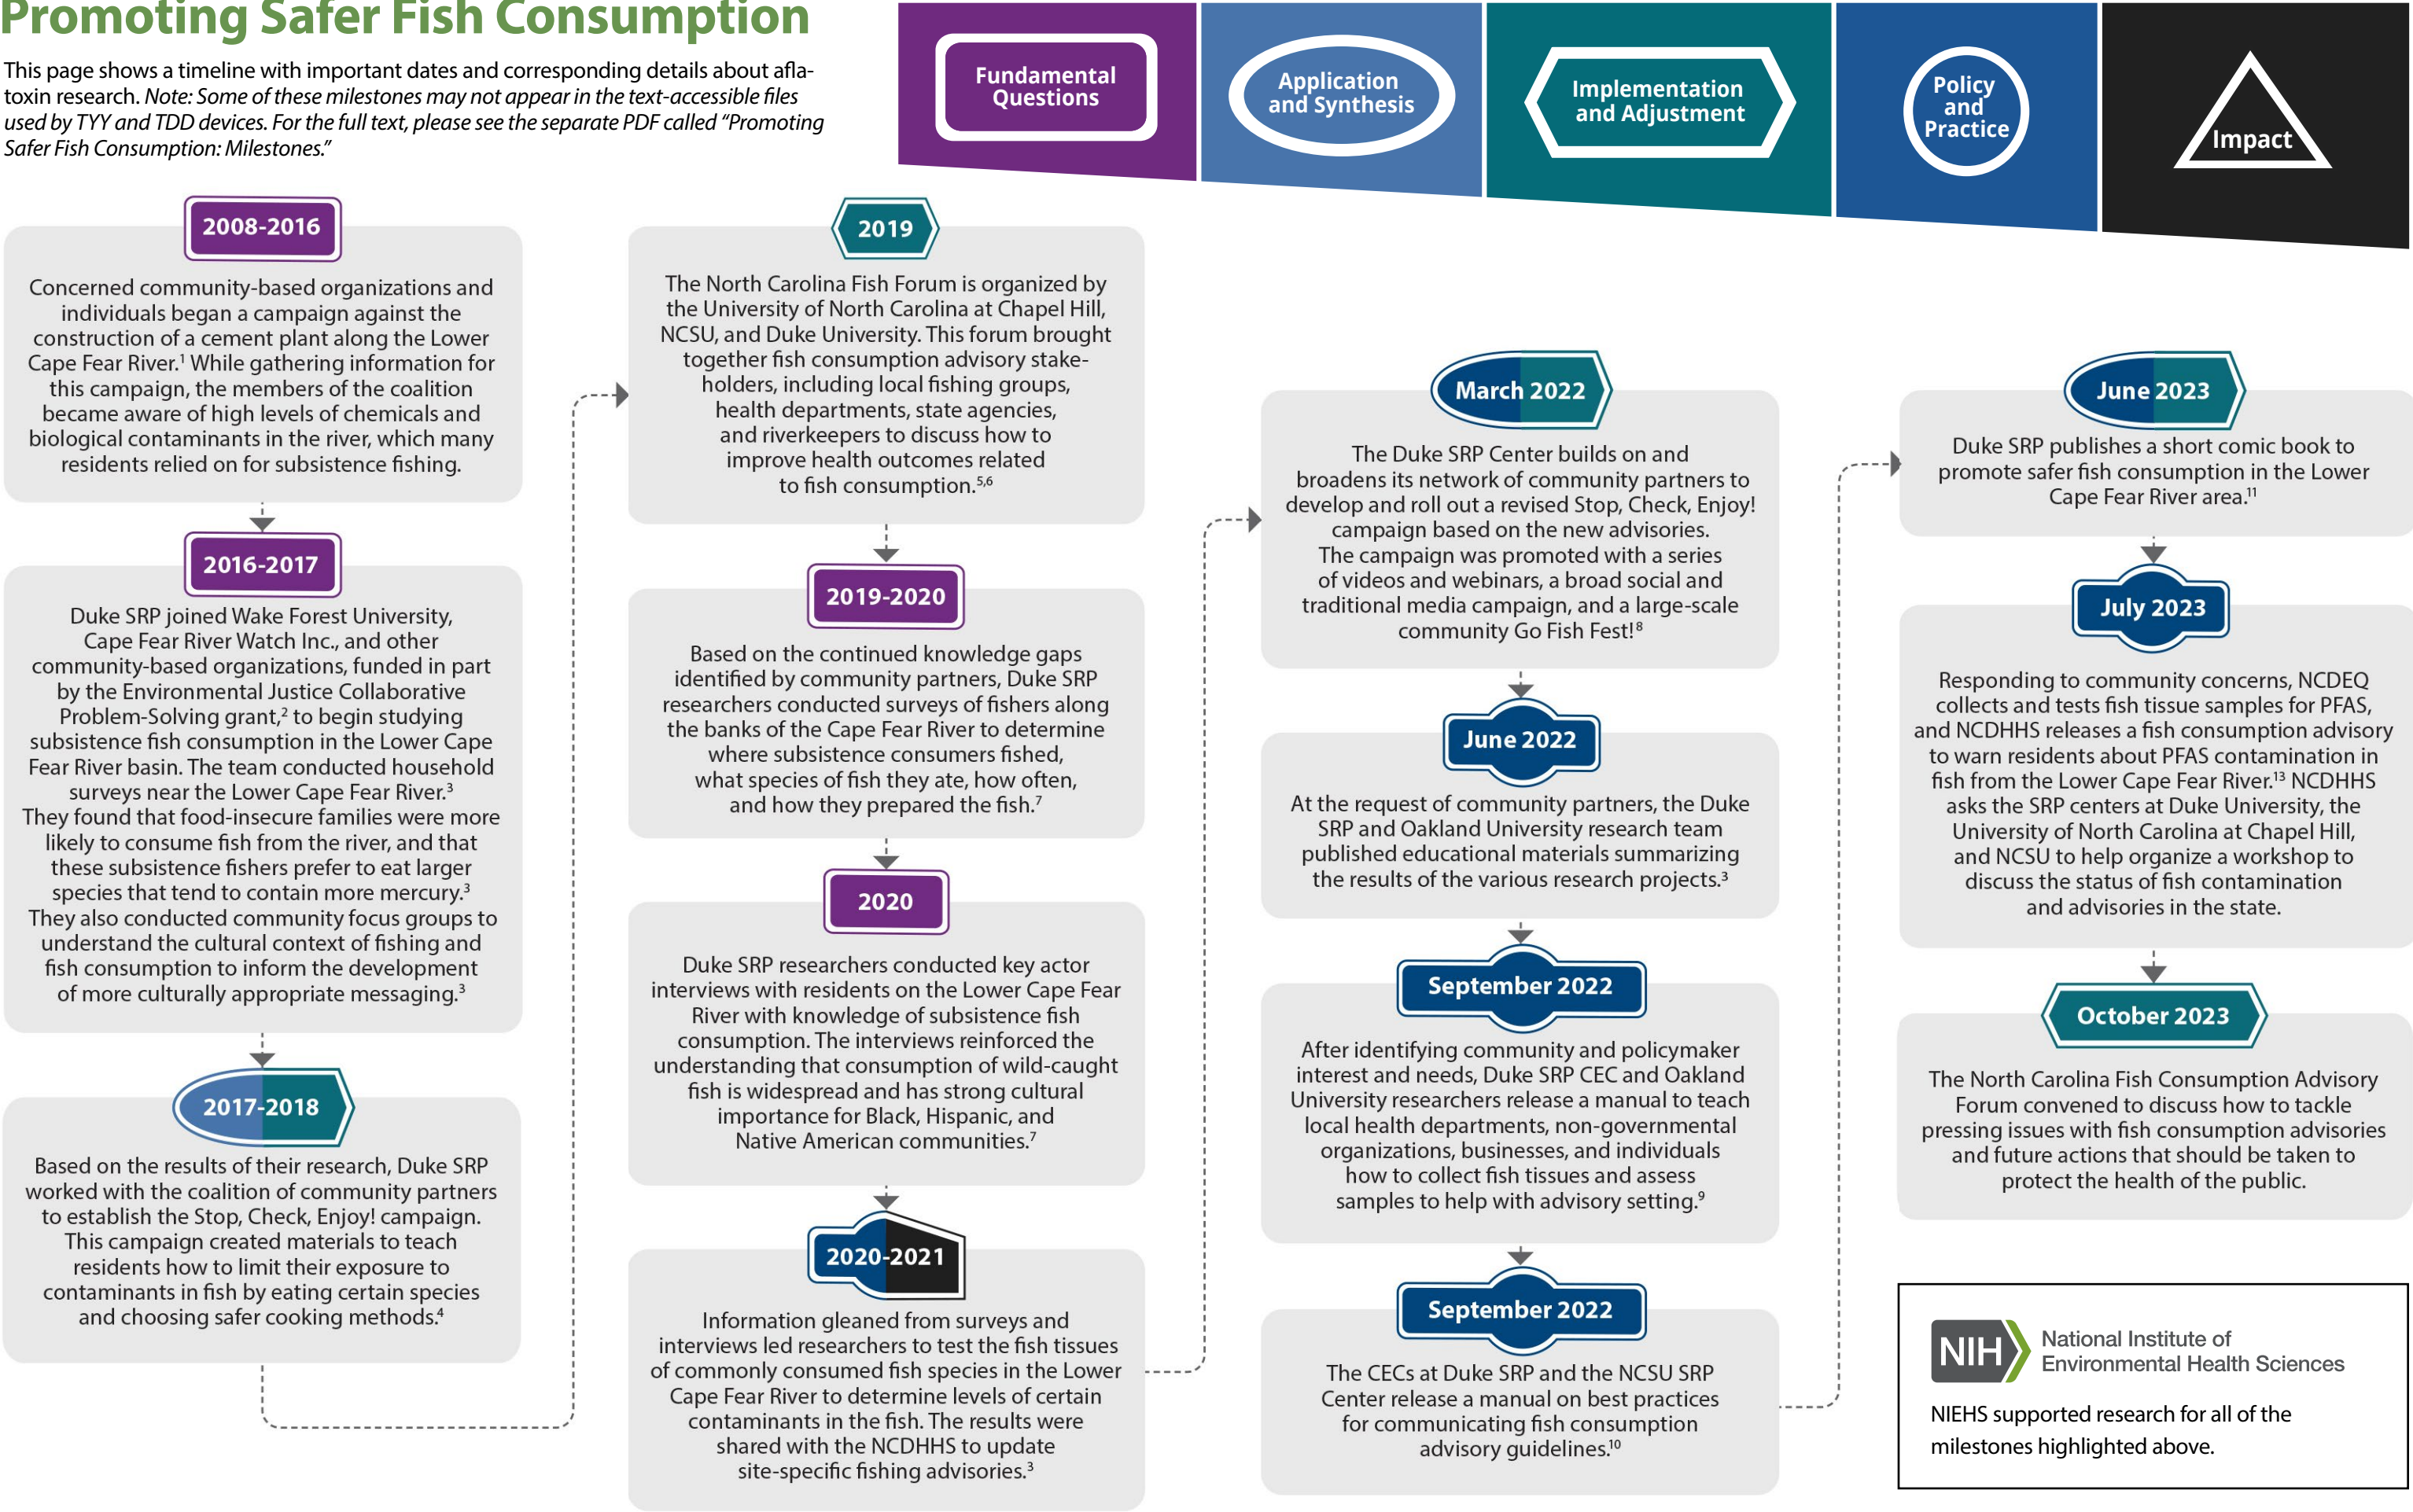 Promoting Safer Fish Consumption
This page shows a timeline with important dates and corresponding details about afla-
toxin research. Note: Some of these milestones may not appear in the text-accessible files
used by TYY and TDD devices. For the full text, please see the separate PDF called “Promoting
Safer Fish Consumption: Milestones.”
Fundamental
Questions
Application
and Synthesis
Implementation
and Adjustment
Policy
and
Practice
Impact
2008-2016
Concerned community-based organizations and
individuals began a campaign against the
construction of a cement plant along the Lower
Cape Fear River.¹ While gathering information for
this campaign, the members of the coalition
became aware of high levels of chemicals and
biological contaminants in the river, which many
residents relied on for subsistence fishing.
2016-2017
Duke SRP joined Wake Forest University,
Cape Fear River Watch Inc., and other
community-based organizations, funded in part
by the Environmental Justice Collaborative
Problem-Solving grant,² to begin studying
subsistence fish consumption in the Lower Cape
Fear River basin. The team conducted household
surveys near the Lower Cape Fear River.³
They found that food-insecure families were more
likely to consume fish from the river, and that
these subsistence fishers prefer to eat larger
species that tend to contain more mercury.³
They also conducted community focus groups to
understand the cultural context of fishing and
fish consumption to inform the development
of more culturally appropriate messaging.³
2017-2018
Based on the results of their research, Duke SRP
worked with the coalition of community partners
to establish the Stop, Check, Enjoy! campaign.
This campaign created materials to teach
residents how to limit their exposure to
contaminants in fish by eating certain species
and choosing safer cooking methods.⁴
2019
The North Carolina Fish Forum is organized by
the University of North Carolina at Chapel Hill,
NCSU, and Duke University. This forum brought
together fish consumption advisory stake-
holders, including local fishing groups,
health departments, state agencies,
and riverkeepers to discuss how to
improve health outcomes related
to fish consumption.⁵,⁶
2019-2020
Based on the continued knowledge gaps
identified by community partners, Duke SRP
researchers conducted surveys of fishers along
the banks of the Cape Fear River to determine
where subsistence consumers fished,
what species of fish they ate, how often,
and how they prepared the fish.⁷
2020
Duke SRP researchers conducted key actor
interviews with residents on the Lower Cape Fear
River with knowledge of subsistence fish
consumption. The interviews reinforced the
understanding that consumption of wild-caught
fish is widespread and has strong cultural
importance for Black, Hispanic, and
Native American communities.⁷
2020-2021
Information gleaned from surveys and
interviews led researchers to test the fish tissues
of commonly consumed fish species in the Lower
Cape Fear River to determine levels of certain
contaminants in the fish. The results were
shared with the NCDHHS to update
site-specific fishing advisories.³
March 2022
The Duke SRP Center builds on and
broadens its network of community partners to
develop and roll out a revised Stop, Check, Enjoy!
campaign based on the new advisories.
The campaign was promoted with a series
of videos and webinars, a broad social and
traditional media campaign, and a large-scale
community Go Fish Fest!⁸
June 2022
At the request of community partners, the Duke
SRP and Oakland University research team
published educational materials summarizing
the results of the various research projects.³
September 2022
After identifying community and policymaker
interest and needs, Duke SRP CEC and Oakland
University researchers release a manual to teach
local health departments, non-governmental
organizations, businesses, and individuals
how to collect fish tissues and assess
samples to help with advisory setting.⁹
September 2022
The CECs at Duke SRP and the NCSU SRP
Center release a manual on best practices
for communicating fish consumption
advisory guidelines.¹⁰
June 2023
Duke SRP publishes a short comic book to
promote safer fish consumption in the Lower
Cape Fear River area.¹¹
July 2023
Responding to community concerns, NCDEQ
collects and tests fish tissue samples for PFAS,
and NCDHHS releases a fish consumption advisory
to warn residents about PFAS contamination in
fish from the Lower Cape Fear River.¹³ NCDHHS
asks the SRP centers at Duke University, the
University of North Carolina at Chapel Hill,
and NCSU to help organize a workshop to
discuss the status of fish contamination
and advisories in the state.
October 2023
The North Carolina Fish Consumption Advisory
Forum convened to discuss how to tackle
pressing issues with fish consumption advisories
and future actions that should be taken to
protect the health of the public.
NIH
National Institute of
Environmental Health Sciences
NIEHS supported research for all of the
milestones highlighted above.